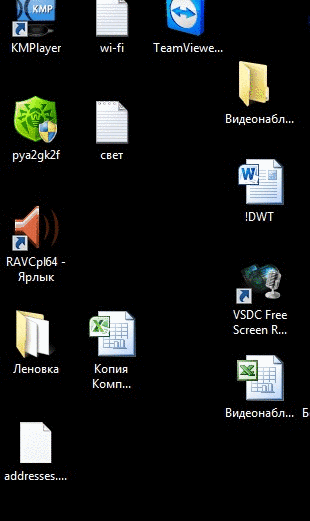 KMP
KMPlayer
wi-fi
TeamViewe...
Видеонабл...
pya2gk2f
свет
!DWT
RAVCpl64 -
Ярлык
VSDC Free
Screen R...
Леновка
Копия
Комп...
Видеонабл...
addresses....